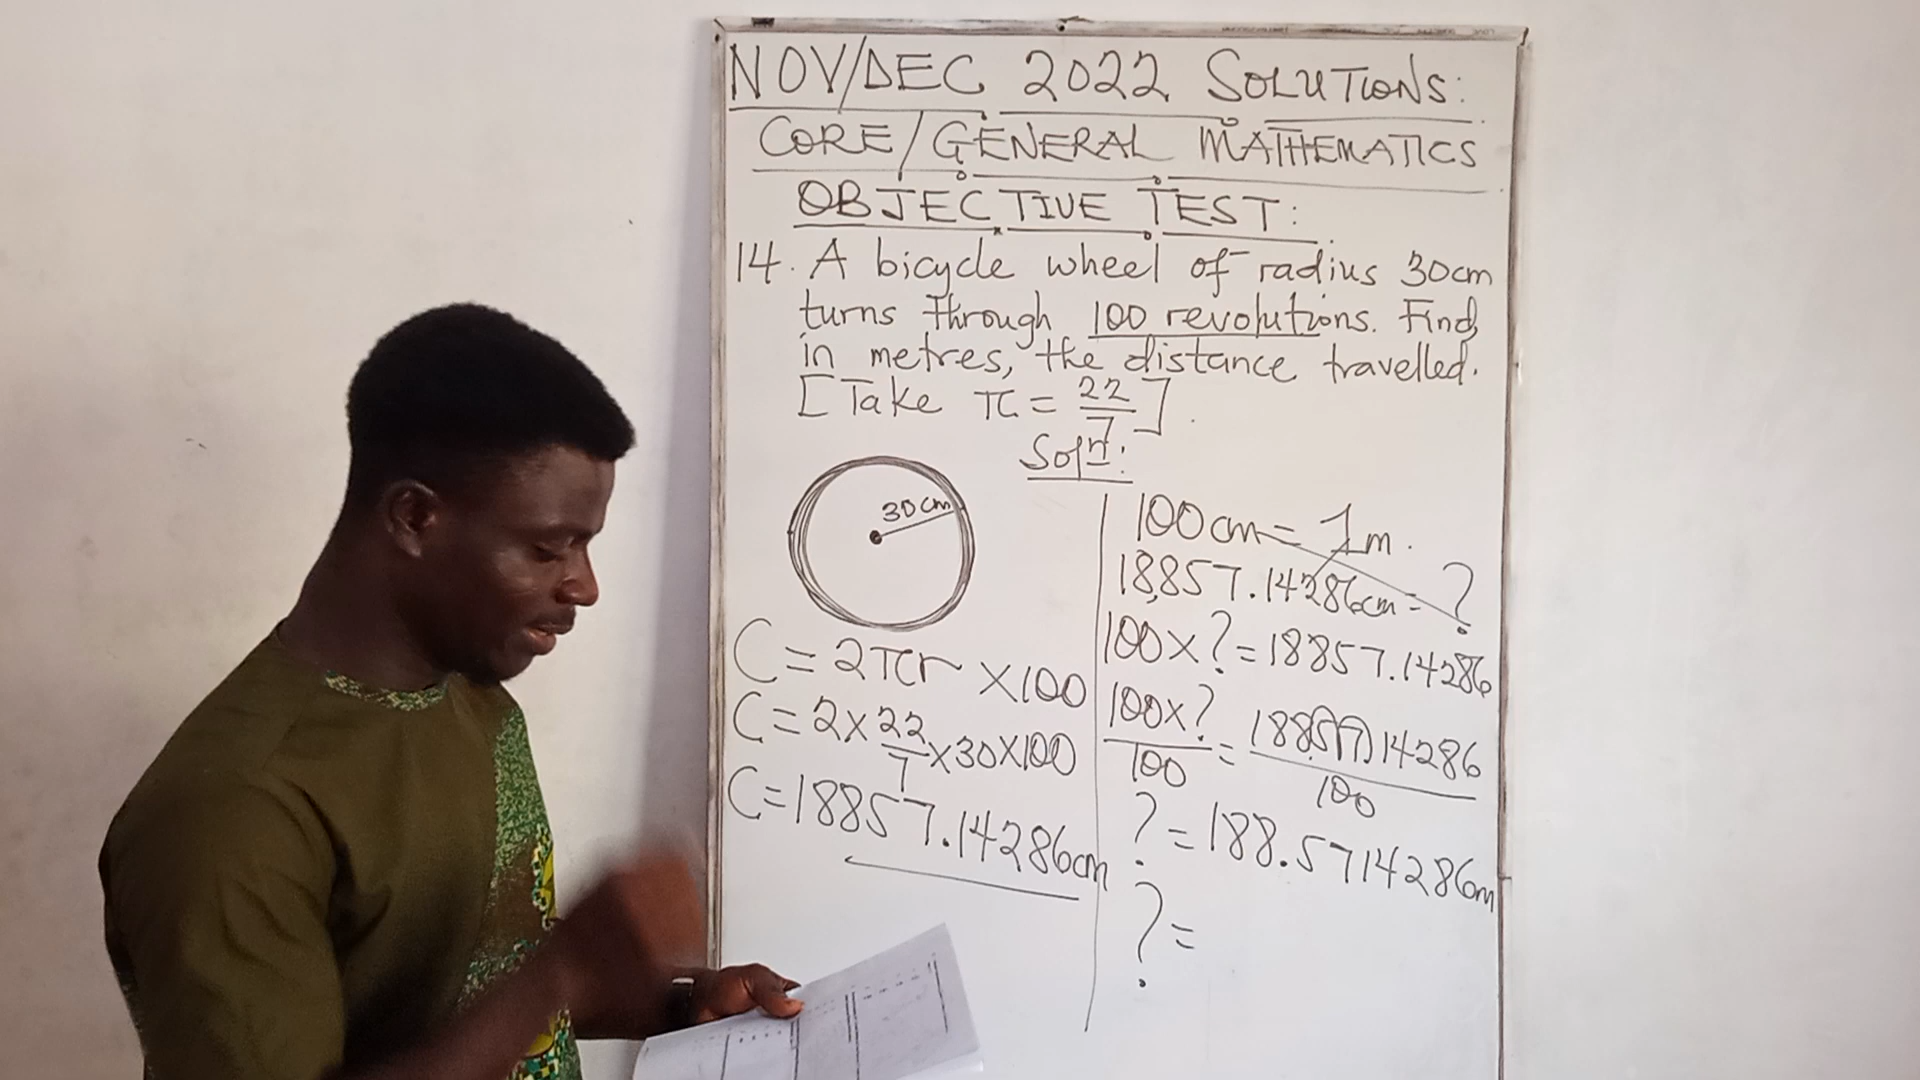 NOV/DEC 2022 SOLUTIONS:
CORE/GENERAL MATHEMATICS
OBJECTIVE TEST:
14. A bicycle wheel of radius 30cm
turns through 100 revolutions. Find,
in metres, the distance travelled.
[Take π = 22/7].
Soln:
30cm
C = 2πr × 100
C = 2 × 22/7 × 30 × 100
C = 18857.14286cm
100cm = 1m.
18,857.14286cm = ?
100 × ? = 18857.14286
100 × ?/100 = 18857.14286/100
? = 188.5714286m
? =